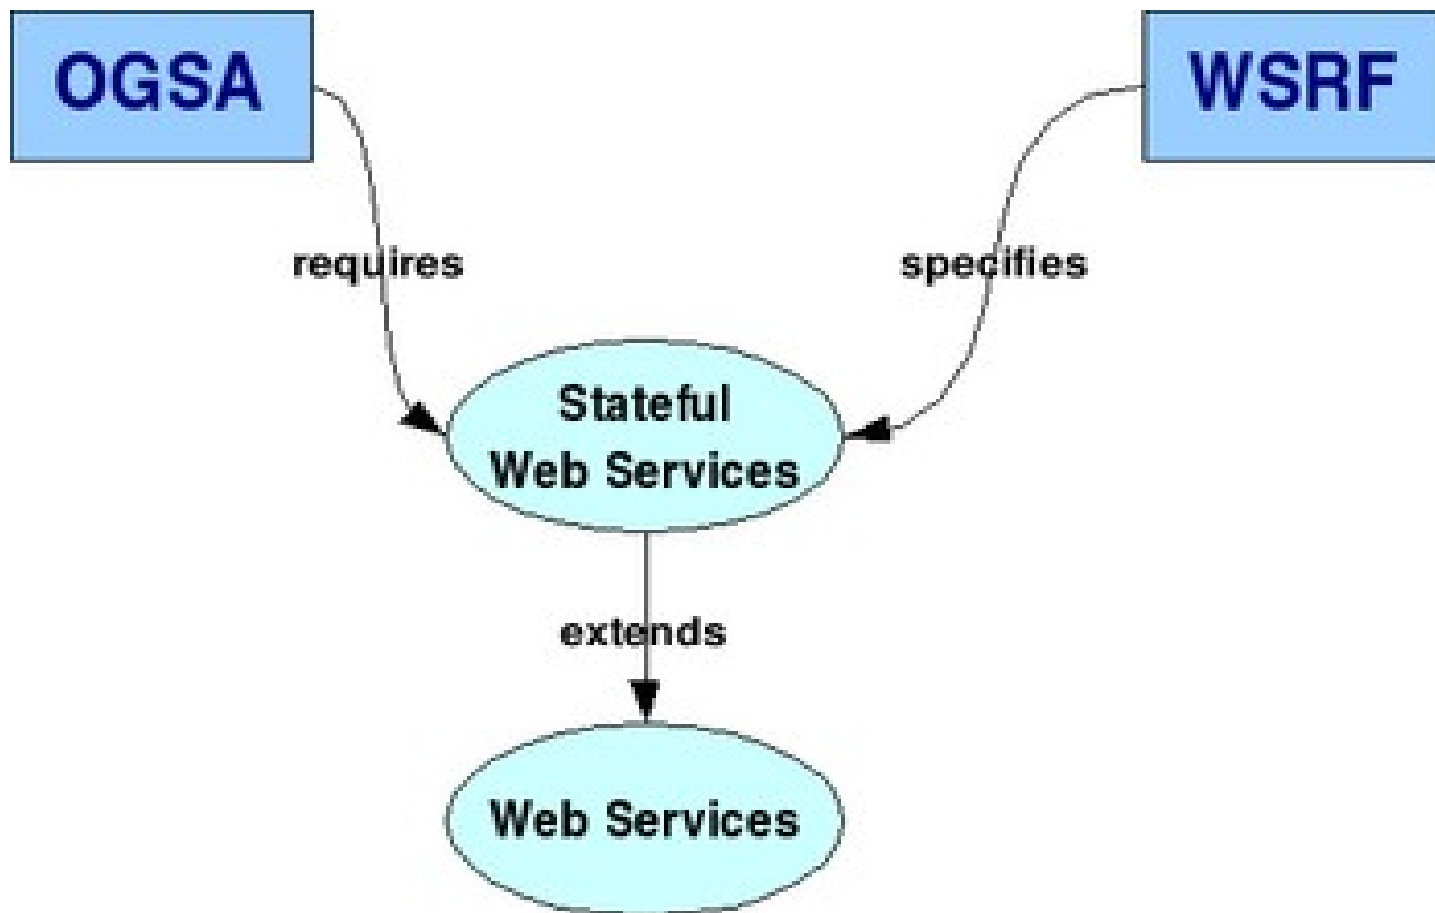 OGSA
WSRF
requires
specifies
Stateful
Web Services
extends
Web Services